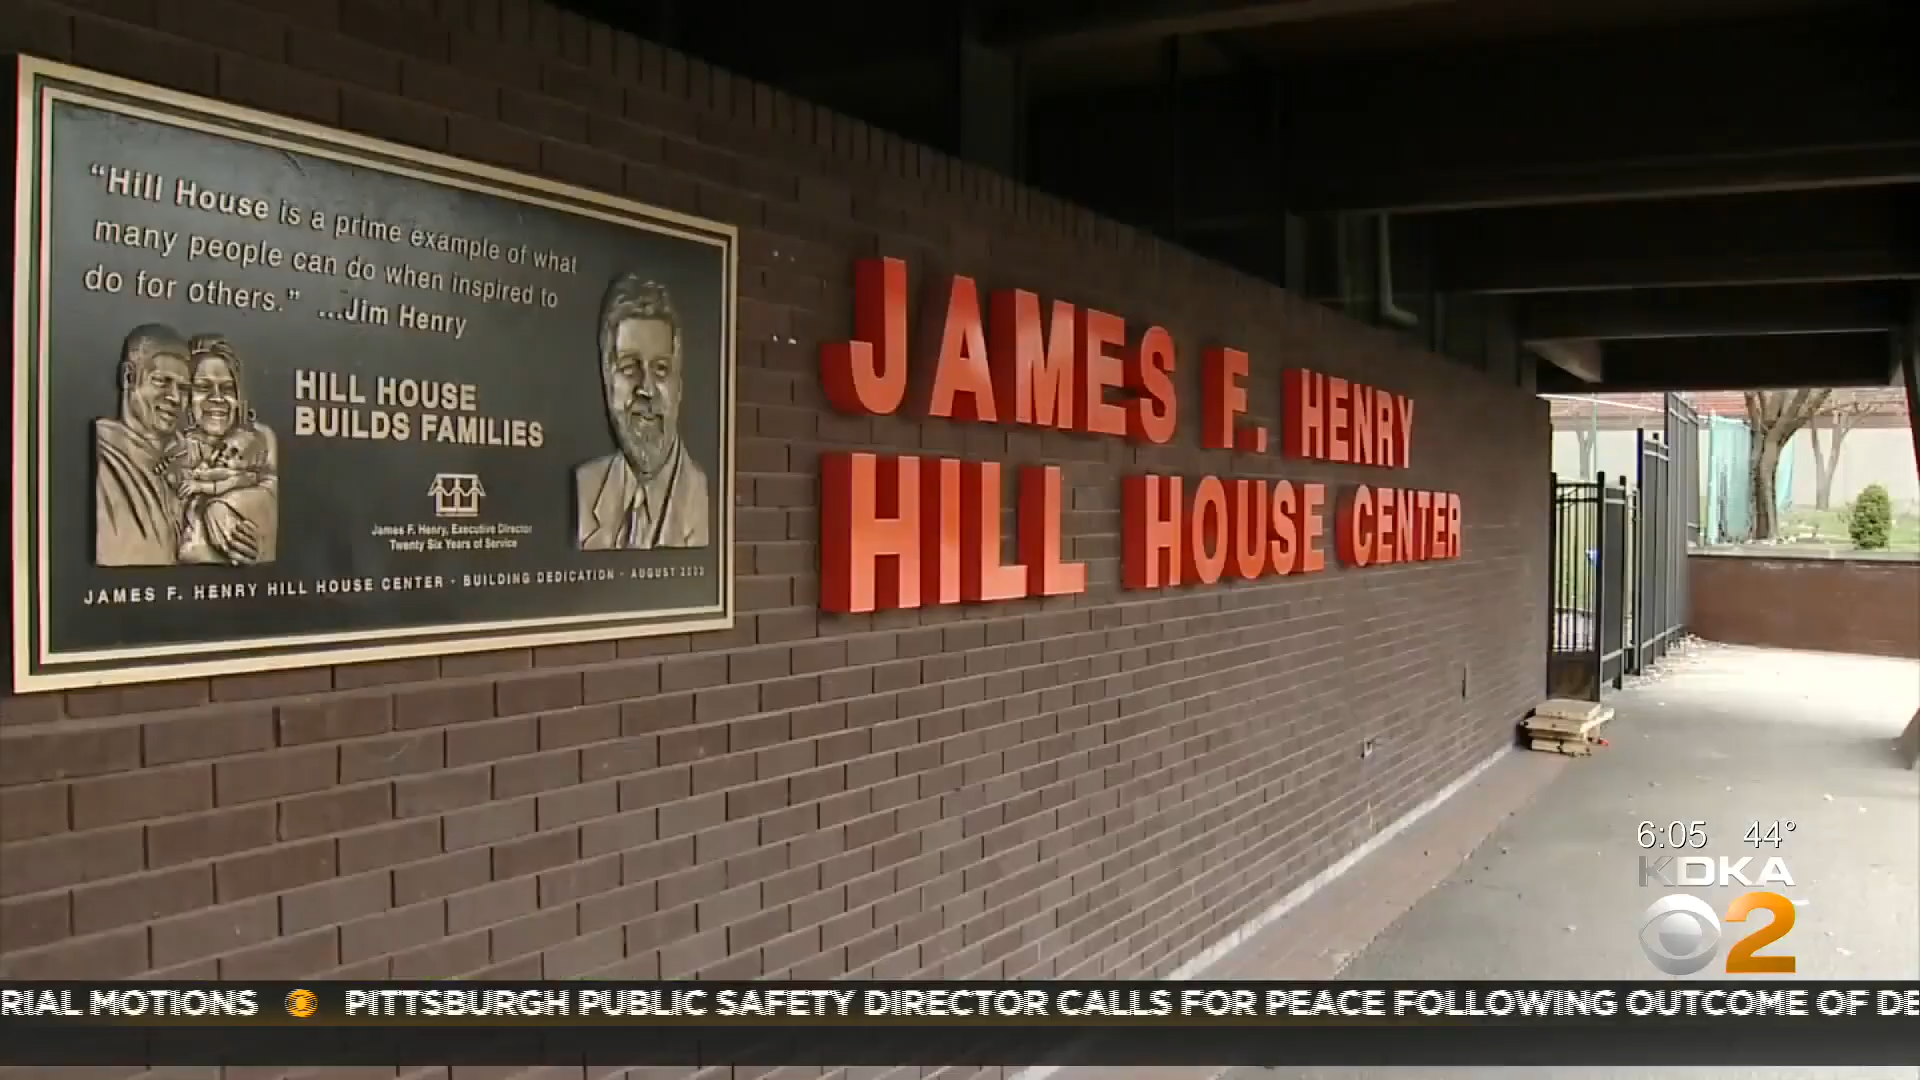 “Hill House is a prime example of what
many people can do when inspired to
do for others.” ...Jim Henry
HILL HOUSE
BUILDS FAMILIES
James F. Henry, Executive Director
Twenty Six Years of Service
JAMES F. HENRY HILL HOUSE CENTER · BUILDING DEDICATION · AUGUST
JAMES F. HENRY
HILL HOUSE CENTER
6:05 44°
KDKA
2
RIAL MOTIONS PITTSBURGH PUBLIC SAFETY DIRECTOR CALLS FOR PEACE FOLLOWING OUTCOME OF DE